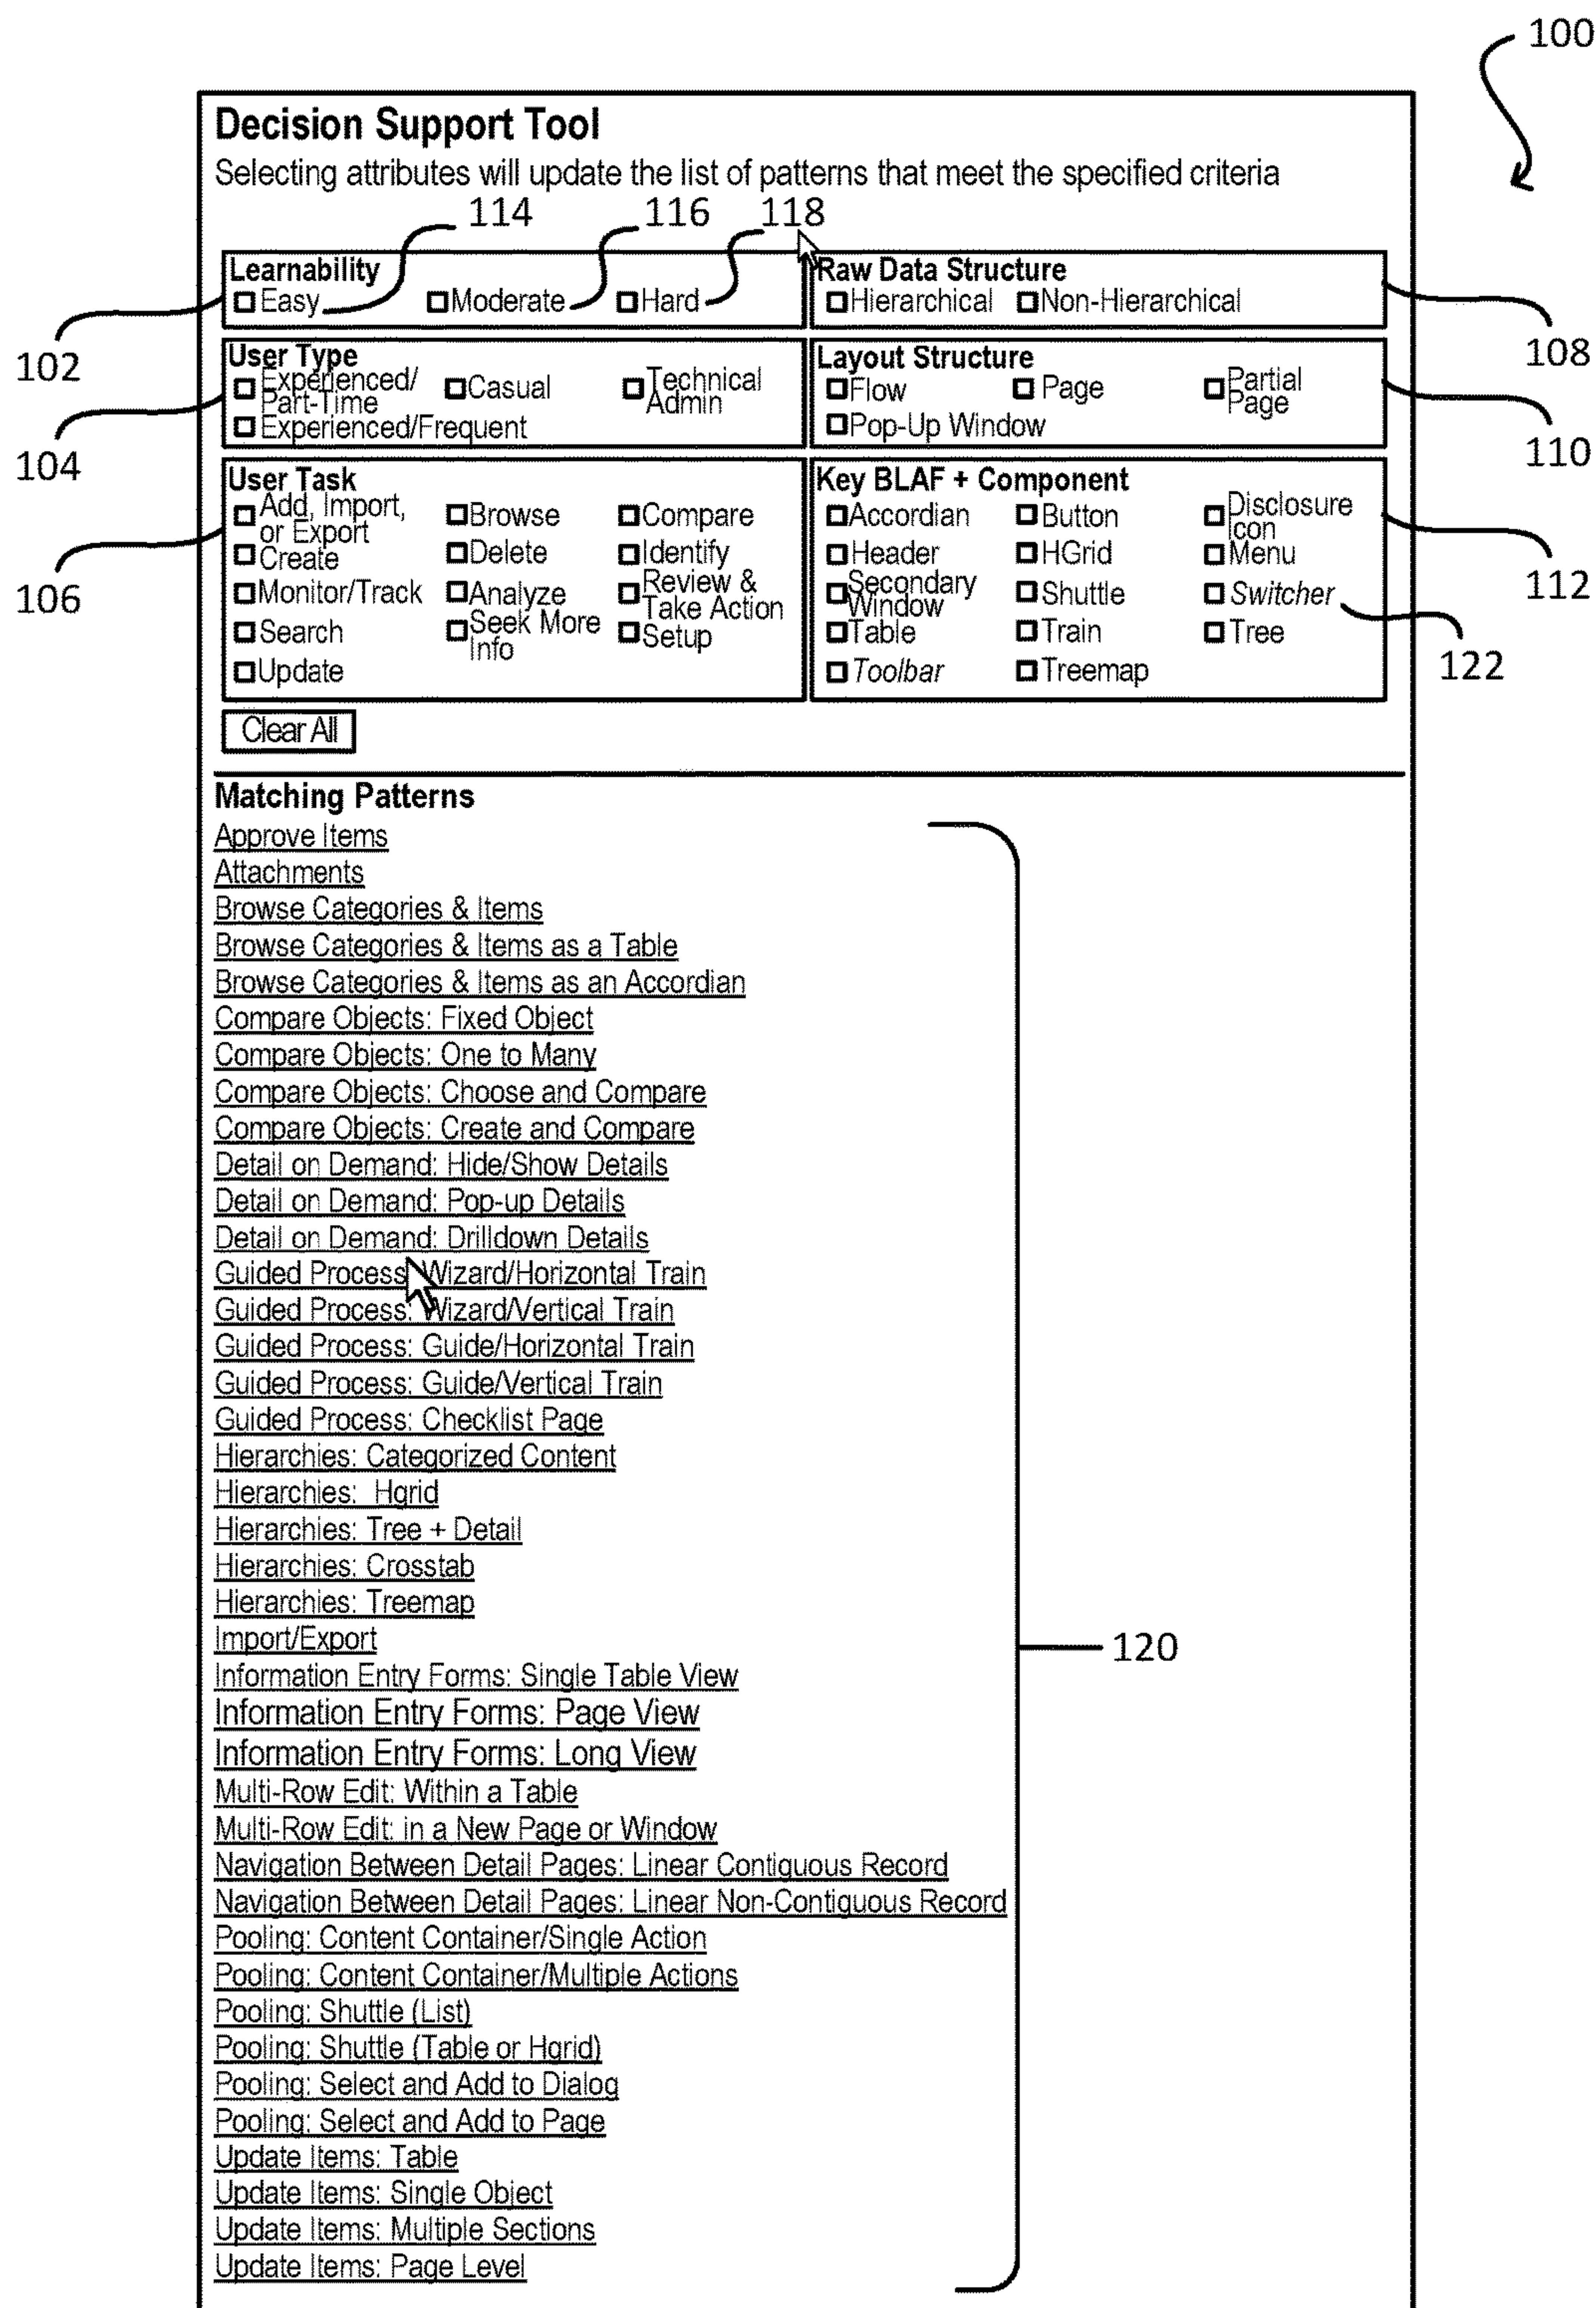 100
Decision Support Tool
Selecting attributes will update the list of patterns that meet the specified criteria
114 116 118
Learnability
Easy Moderate Hard
Raw Data Structure
Hierarchical Non-Hierarchical
102
108
User Type
Experienced/ Part-Time Casual Technical Admin
Experienced/Frequent
Layout Structure
Flow Page Partial Page
Pop-Up Window
104
110
User Task
Add, Import, or Export Browse Compare
Create Delete Identify
Monitor/Track Analyze Review & Take Action
Search Seek More Info Setup
Update
Key BLAF + Component
Accordian Button Disclosure Icon
Header HGrid Menu
Secondary Window Shuttle Switcher
Table Train Tree
Toolbar Treemap
106
112
122
Clear All
Matching Patterns
Approve Items
Attachments
Browse Categories & Items
Browse Categories & Items as a Table
Browse Categories & Items as an Accordian
Compare Objects: Fixed Object
Compare Objects: One to Many
Compare Objects: Choose and Compare
Compare Objects: Create and Compare
Detail on Demand: Hide/Show Details
Detail on Demand: Pop-up Details
Detail on Demand: Drilldown Details
Guided Process: Wizard/Horizontal Train
Guided Process: Wizard/Vertical Train
Guided Process: Guide/Horizontal Train
Guided Process: Guide/Vertical Train
Guided Process: Checklist Page
Hierarchies: Categorized Content
Hierarchies: Hgrid
Hierarchies: Tree + Detail
Hierarchies: Crosstab
Hierarchies: Treemap
Import/Export
120
Information Entry Forms: Single Table View
Information Entry Forms: Page View
Information Entry Forms: Long View
Multi-Row Edit: Within a Table
Multi-Row Edit: in a New Page or Window
Navigation Between Detail Pages: Linear Contiguous Record
Navigation Between Detail Pages: Linear Non-Contiguous Record
Pooling: Content Container/Single Action
Pooling: Content Container/Multiple Actions
Pooling: Shuttle (List)
Pooling: Shuttle (Table or Hgrid)
Pooling: Select and Add to Dialog
Pooling: Select and Add to Page
Update Items: Table
Update Items: Single Object
Update Items: Multiple Sections
Update Items: Page Level